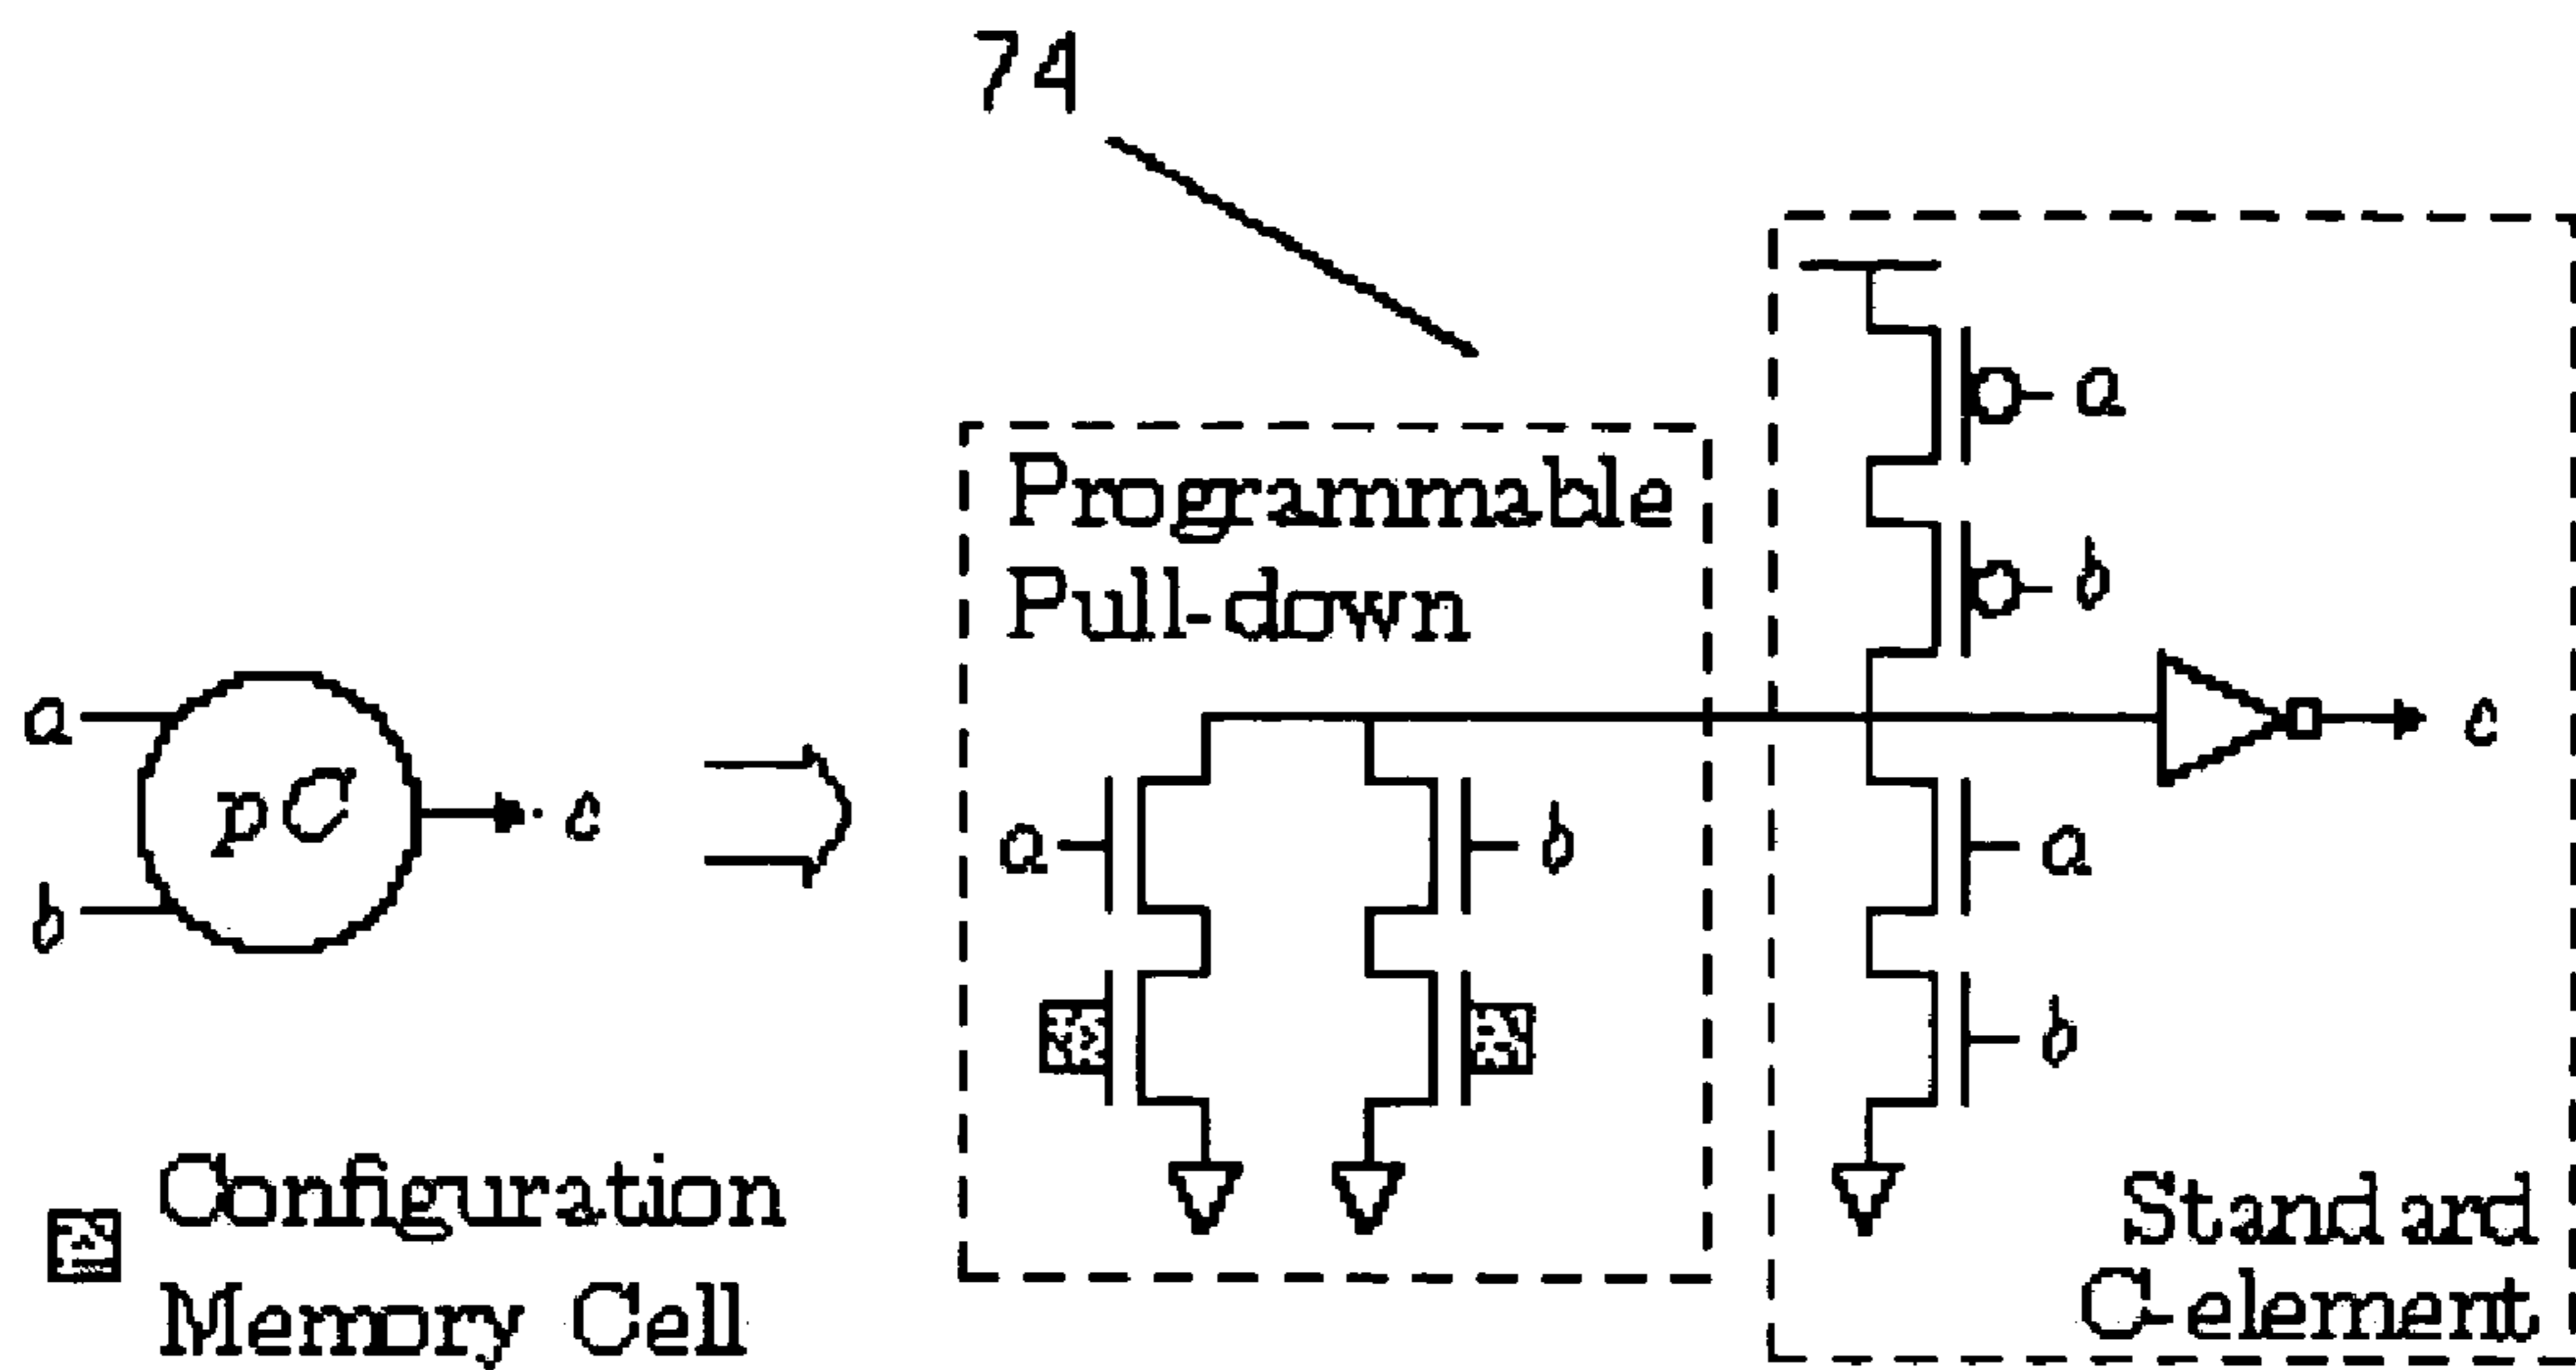 74
Programmable
Pull-down
a
b
pC
c
a
b
a
b
a
b
c
Configuration
Memory Cell
Standard
C-element